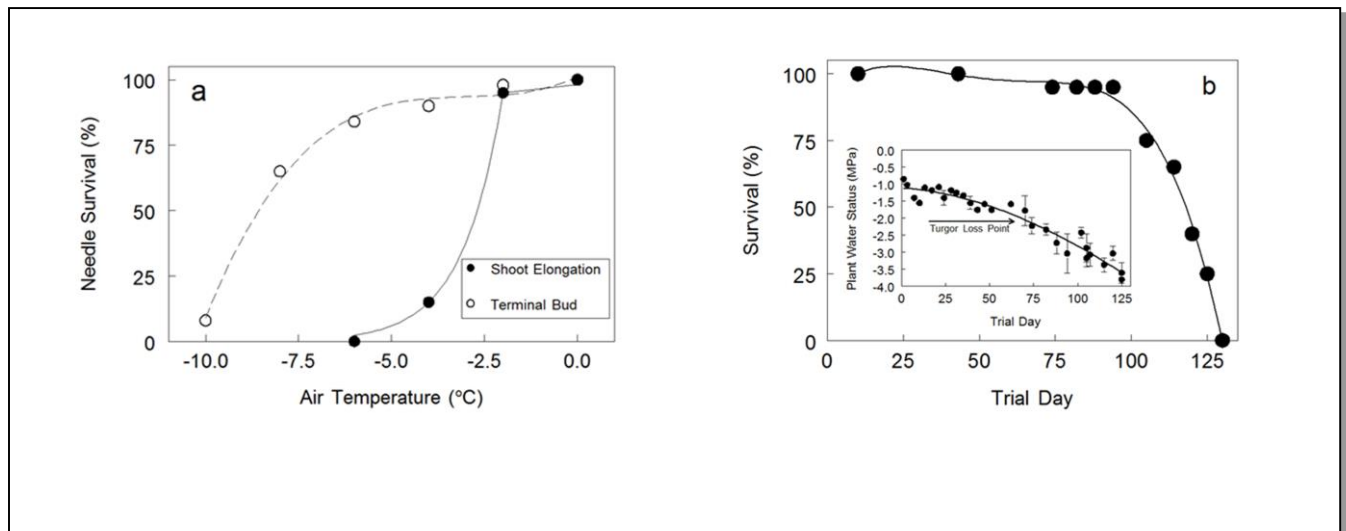 a
Needle Survival (%)
100
75
50
25
0
Shoot Elongation
Terminal Bud
-10.0 -7.5 -5.0 -2.5 0.0
Air Temperature (°C)
b
Survival (%)
100
75
50
25
0
Plant Water Status (MPa)
0.0
-0.5
-1.0
-1.5
-2.0
-2.5
-3.0
-3.5
-4.0
Turgor Loss Point
0 25 50 75 100 125
Trial Day
0 25 50 75 100 125
Trial Day